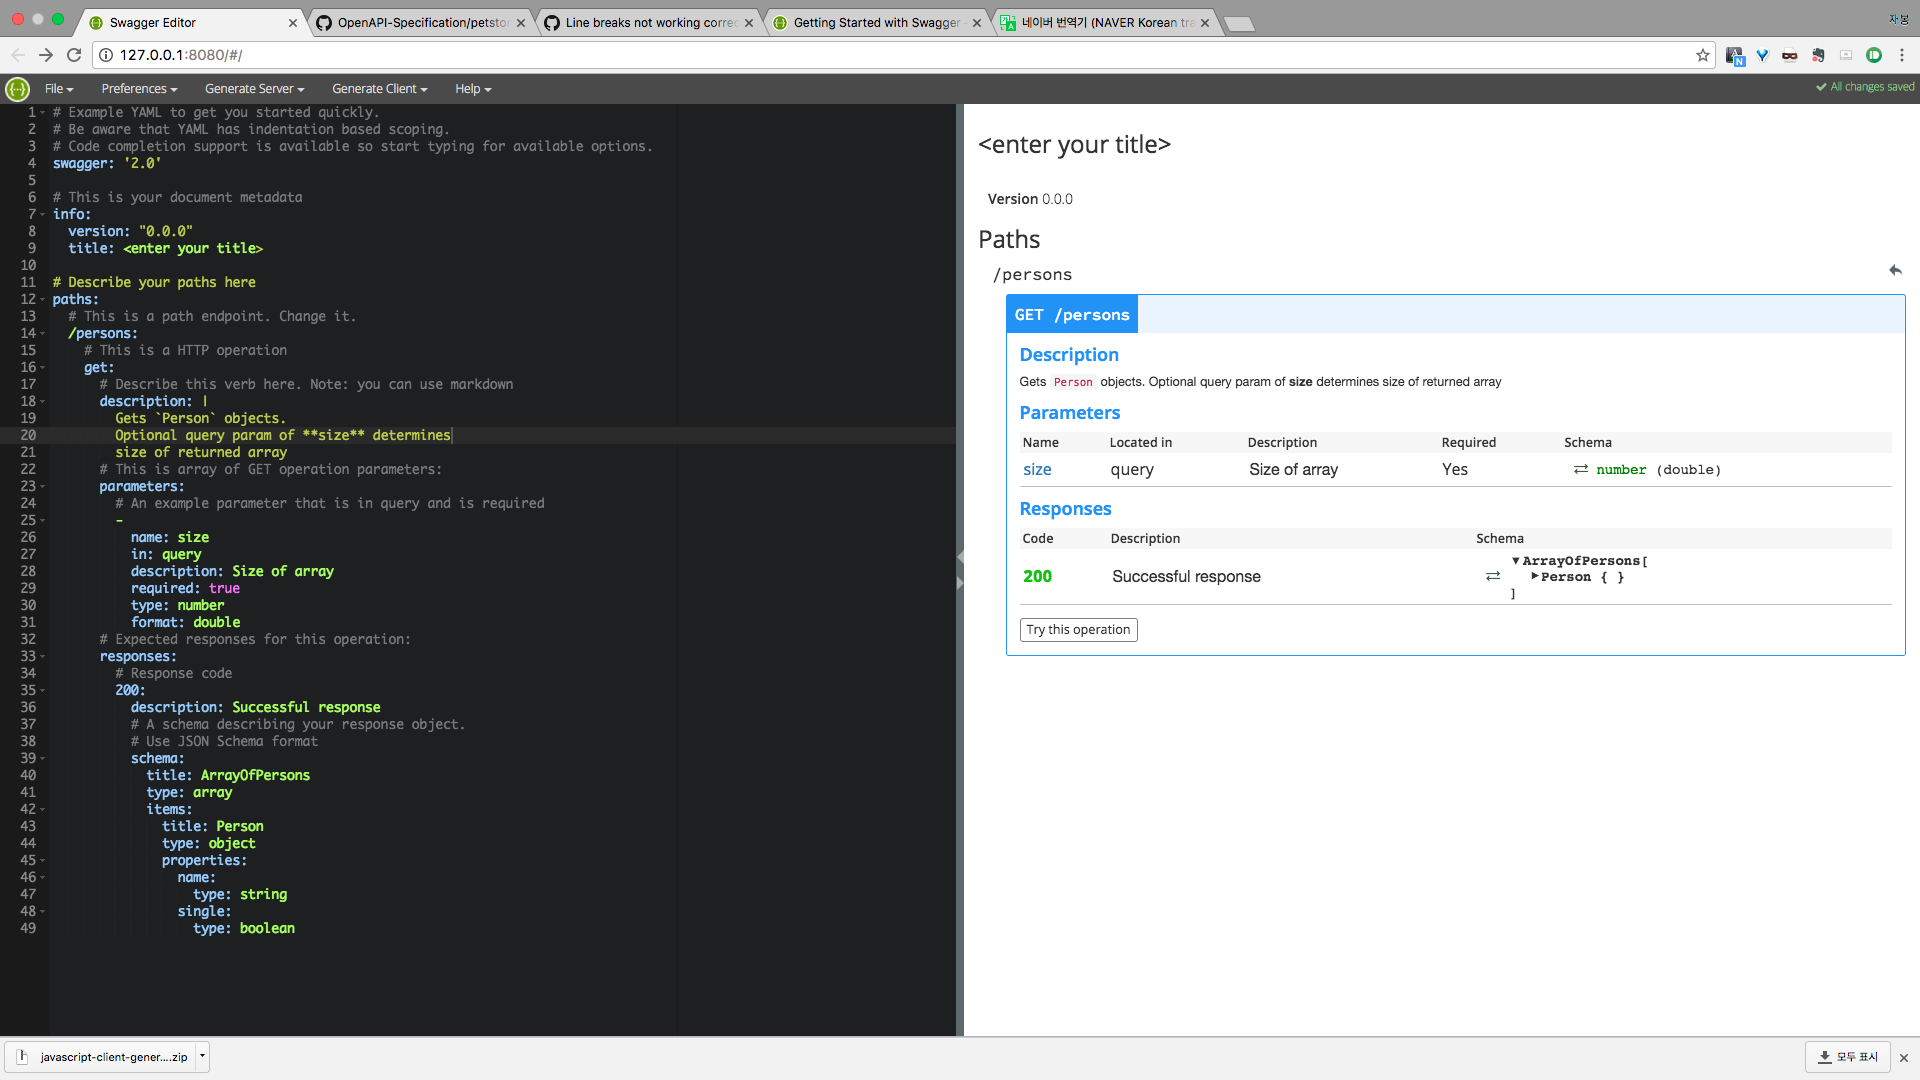 Swagger Editor
OpenAPI-Specification/petstor
Line breaks not working correc
Getting Started with Swagger
네이버 번역기 (NAVER Korean tra
재봉
127.0.0.1:8080/#/
File
Preferences
Generate Server
Generate Client
Help
All changes saved
1 # Example YAML to get you started quickly.
2 # Be aware that YAML has indentation based scoping.
3 # Code completion support is available so start typing for available options.
4 swagger: '2.0'
5
6 # This is your document metadata
7 info:
8 version: "0.0.0"
9 title: <enter your title>
10
11 # Describe your paths here
12 paths:
13 # This is a path endpoint. Change it.
14 /persons:
15 # This is a HTTP operation
16 get:
17 # Describe this verb here. Note: you can use markdown
18 description: |
19 Gets `Person` objects.
20 Optional query param of **size** determines
21 size of returned array
22 # This is array of GET operation parameters:
23 parameters:
24 # An example parameter that is in query and is required
25 -
26 name: size
27 in: query
28 description: Size of array
29 required: true
30 type: number
31 format: double
32 # Expected responses for this operation:
33 responses:
34 # Response code
35 200:
36 description: Successful response
37 # A schema describing your response object.
38 # Use JSON Schema format
39 schema:
40 title: ArrayOfPersons
41 type: array
42 items:
43 title: Person
44 type: object
45 properties:
46 name:
47 type: string
48 single:
49 type: boolean
<enter your title>
Version 0.0.0
Paths
/persons
GET /persons
Description
Gets Person objects. Optional query param of size determines size of returned array
Parameters
Name Located in Description Required Schema
size query Size of array Yes ⇄ number (double)
Responses
Code Description Schema
200 Successful response ⇄ ▼ArrayOfPersons[
▶Person { }
]
Try this operation
javascript-client-gener....zip
모두 표시